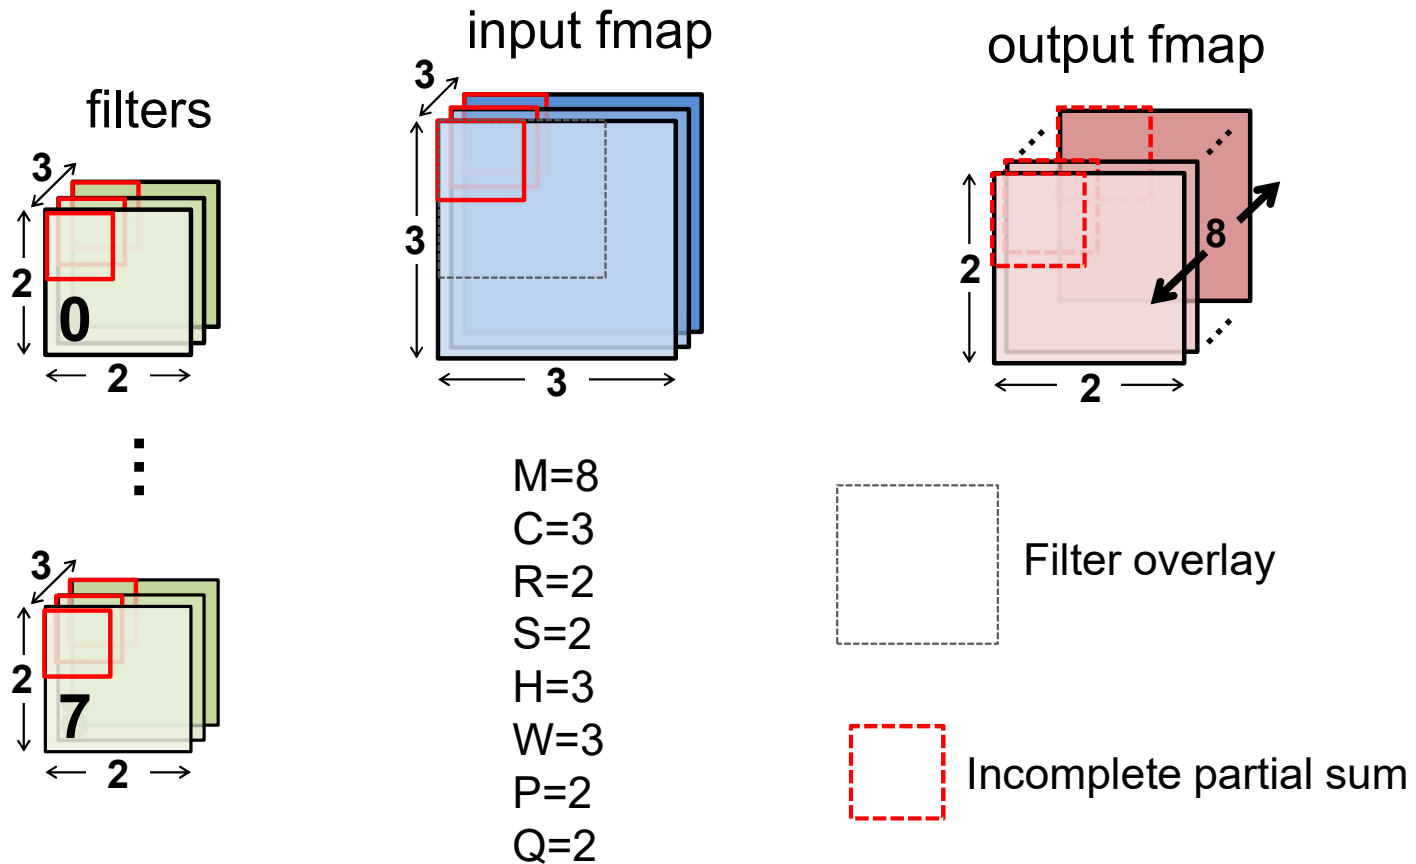 input fmap
output fmap
filters
3
2
0
2
3
3
3
2
8
2
3
2
7
2
M=8
C=3
R=2
S=2
H=3
W=3
P=2
Q=2
Filter overlay
Incomplete partial sum